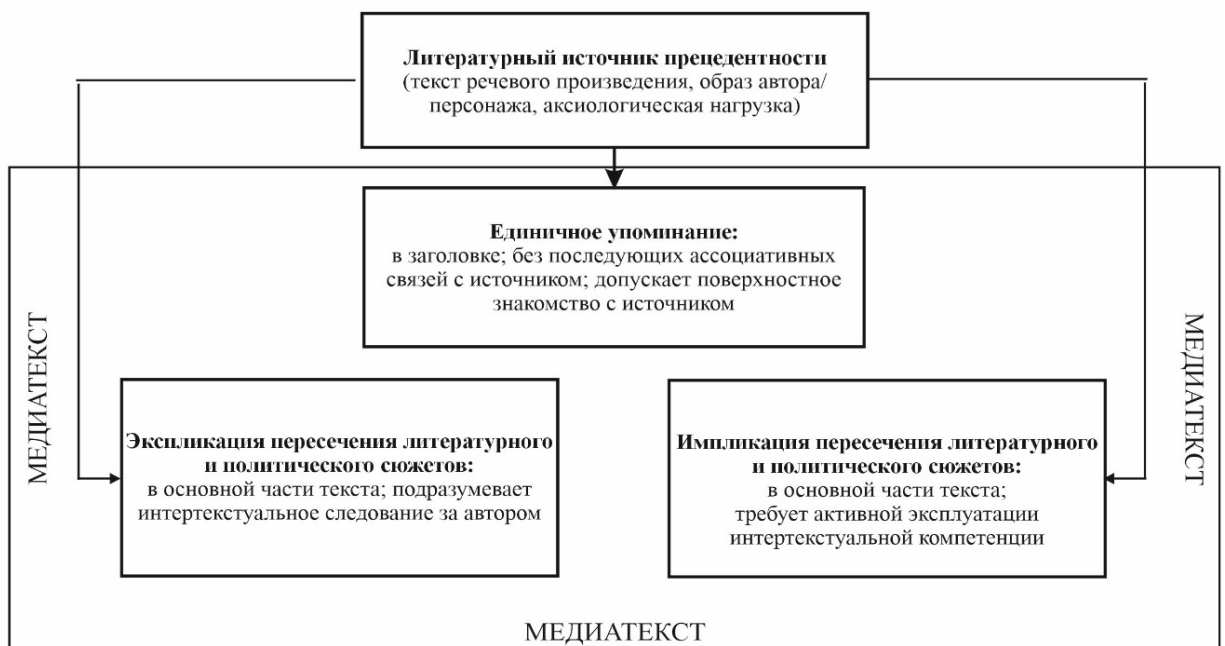 Литературный источник прецедентности
(текст речевого произведения, образ автора/
персонажа, аксиологическая нагрузка)
Единичное упоминание:
в заголовке; без последующих ассоциативных
связей с источником; допускает поверхностное
знакомство с источником
МЕДИАТЕКСТ
МЕДИАТЕКСТ
Экспликация пересечения литературного
и политического сюжетов:
в основной части текста; подразумевает
интертекстуальное следование за автором
Импликация пересечения литературного
и политического сюжетов:
в основной части текста;
требует активной эксплуатации
интертекстуальной компетенции
МЕДИАТЕКСТ